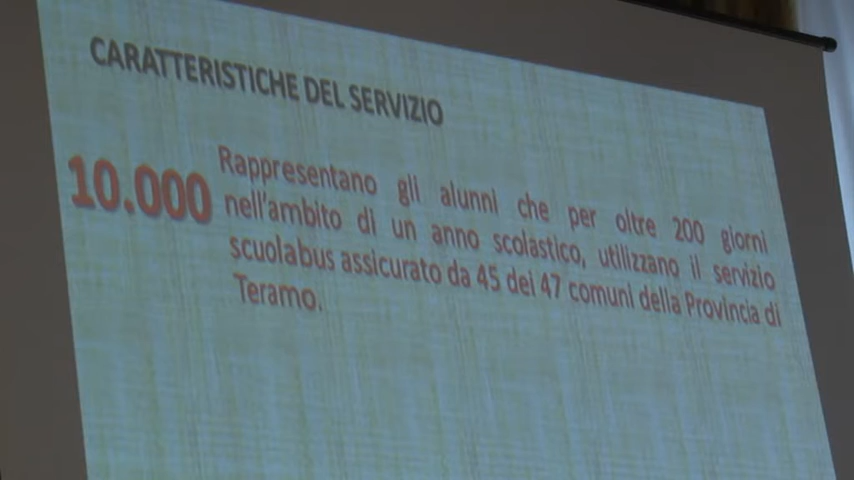 CARATTERISTICHE DEL SERVIZIO
10.000
Rappresentano gli alunni che per oltre 200 giorni
nell'ambito di un anno scolastico, utilizzano il servizio
scuolabus assicurato da 45 dei 47 comuni della Provincia di
Teramo.